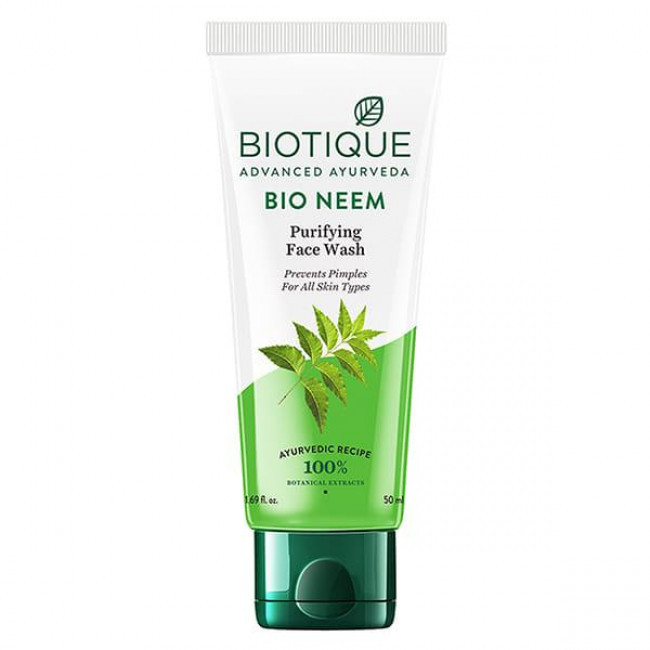 BIOTIQUE
ADVANCED AYURVEDA
BIO NEEM
Purifying
Face Wash
Prevents Pimples
For All Skin Types
AYURVEDIC RECIPE
100%
BOTANICAL EXTRACTS
1.69 fl. oz. 50 ml